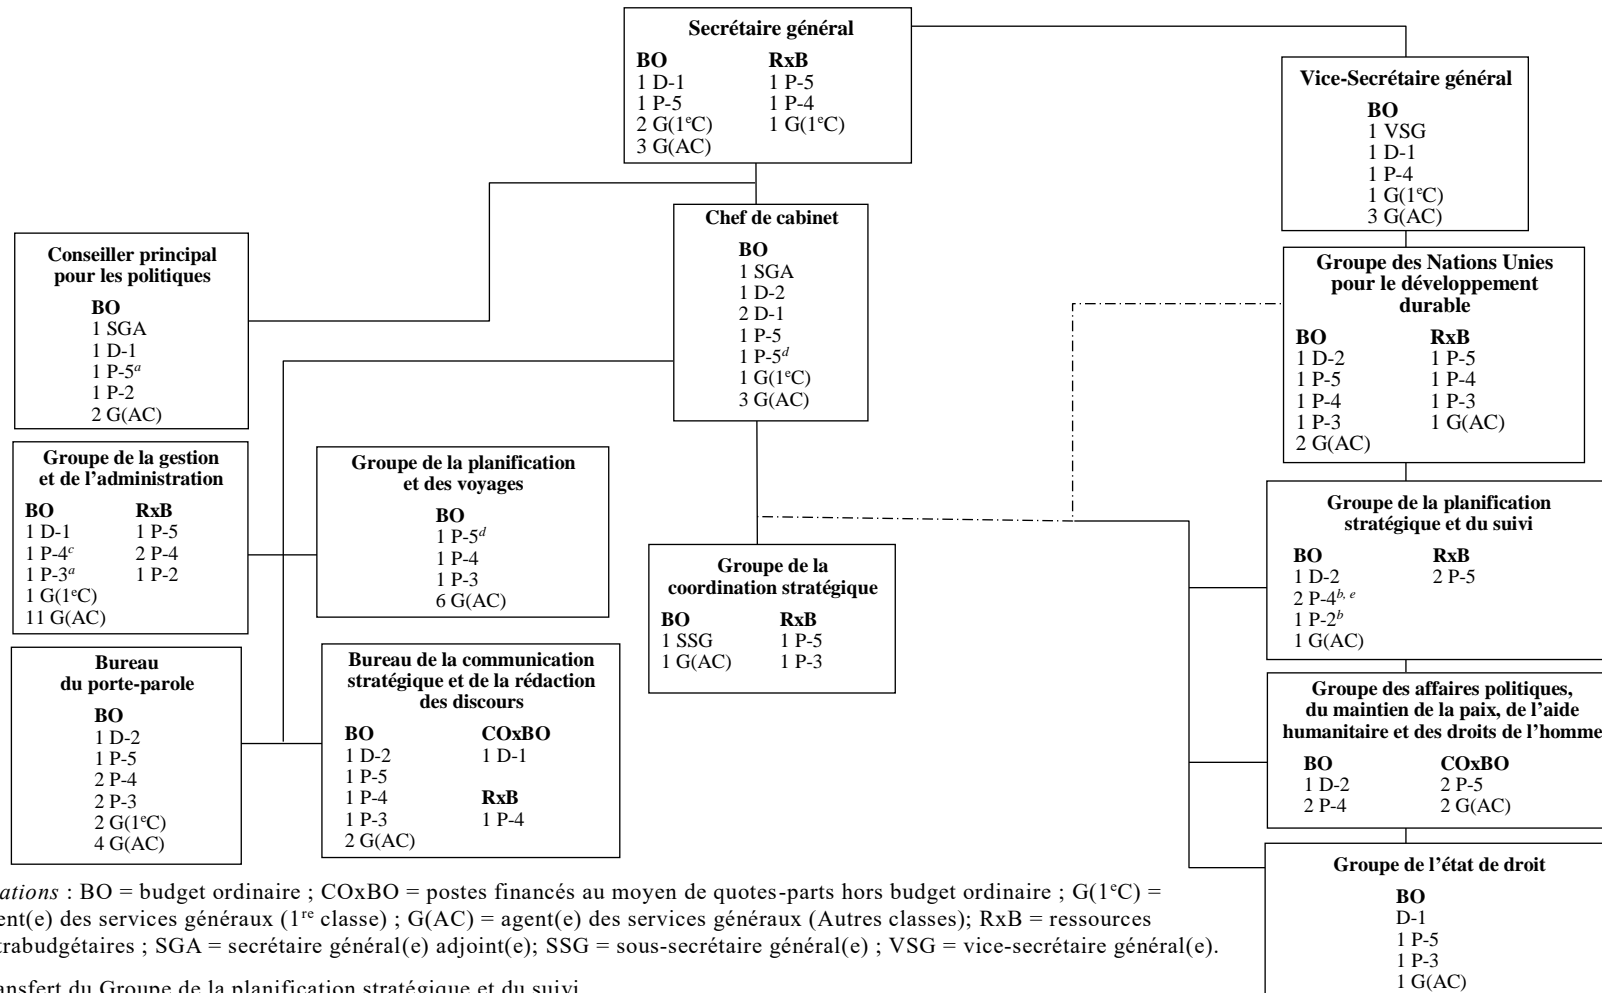 Secrétaire général
BO RxB
1 D-1 1 P-5
1 P-5 1 P-4
2 G(1ᵉC) 1 G(1ᵉC)
3 G(AC)
Vice-Secrétaire général
BO
1 VSG
1 D-1
1 P-4
1 G(1ᵉC)
3 G(AC)
Chef de cabinet
BO
1 SGA
1 D-2
2 D-1
1 P-5
1 P-5ᵈ
1 G(1ᵉC)
3 G(AC)
Conseiller principal
pour les politiques
BO
1 SGA
1 D-1
1 P-5ᵃ
1 P-2
2 G(AC)
Groupe des Nations Unies
pour le développement
durable
BO RxB
1 D-2 1 P-5
1 P-5 1 P-4
1 P-4 1 P-3
1 P-3 1 G(AC)
2 G(AC)
Groupe de la gestion
et de l’administration
BO RxB
1 D-1 1 P-5
1 P-4ᶜ 2 P-4
1 P-3ᵃ 1 P-2
1 G(1ᵉC)
11 G(AC)
Groupe de la planification
et des voyages
BO
1 P-5ᵈ
1 P-4
1 P-3
6 G(AC)
Groupe de la
coordination stratégique
BO RxB
1 SSG 1 P-5
1 G(AC) 1 P-3
Groupe de la planification
stratégique et du suivi
BO RxB
1 D-2 2 P-5
2 P-4ᵇ, ᵉ
1 P-2ᵇ
1 G(AC)
Bureau
du porte-parole
BO
1 D-2
1 P-5
2 P-4
2 P-3
2 G(1ᵉC)
4 G(AC)
Bureau de la communication
stratégique et de la rédaction
des discours
BO COxBO
1 D-2 1 D-1
1 P-5
1 P-4 RxB
1 P-3 1 P-4
2 G(AC)
Groupe des affaires politiques,
du maintien de la paix, de l’aide
humanitaire et des droits de l’homme
BO COxBO
1 D-2 2 P-5
2 P-4 2 G(AC)
Groupe de l’état de droit
BO
D-1
1 P-5
1 P-3
1 G(AC)
ations : BO = budget ordinaire ; COxBO = postes financés au moyen de quotes-parts hors budget ordinaire ; G(1ᵉC) =
ent(e) des services généraux (1ʳᵉ classe) ; G(AC) = agent(e) des services généraux (Autres classes); RxB = ressources
trabudgétaires ; SGA = secrétaire général(e) adjoint(e); SSG = sous-secrétaire général(e) ; VSG = vice-secrétaire général(e).
ansfert du Groupe de la planification stratégique et du suivi